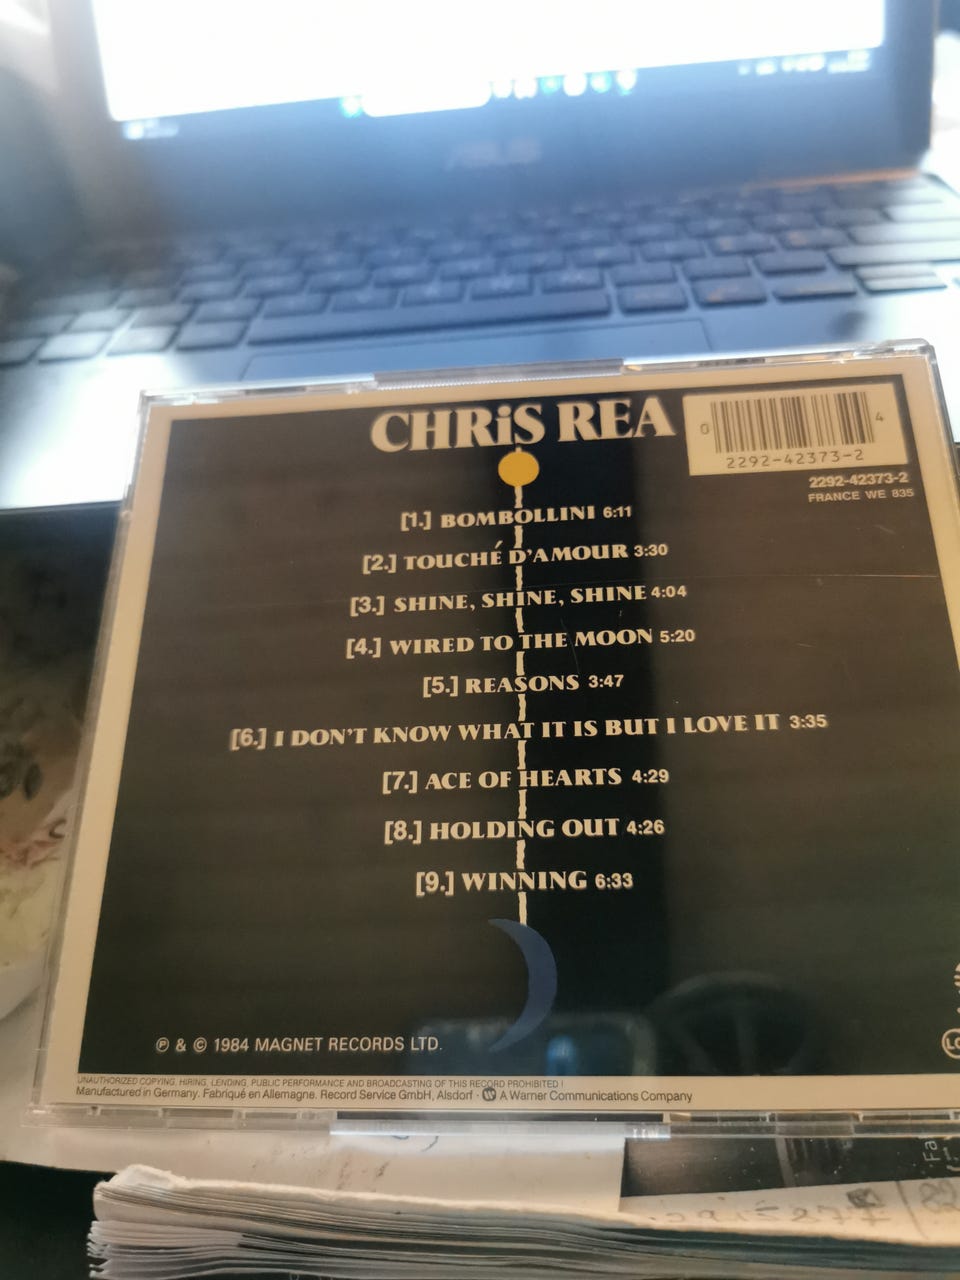 ASUS
CHRiS REA
0 4
2292-42373-2
2292-42373-2
FRANCE WE 835
[1.] BOMBOLLINI 6:11
[2.] TOUCHÉ D'AMOUR 3:30
[3.] SHINE, SHINE, SHINE 4:04
[4.] WIRED TO THE MOON 5:20
[5.] REASONS 3:47
[6.] I DON'T KNOW WHAT IT IS BUT I LOVE IT 3:35
[7.] ACE OF HEARTS 4:29
[8.] HOLDING OUT 4:26
[9.] WINNING 6:33
℗ & © 1984 MAGNET RECORDS LTD.
UNAUTHORIZED COPYING, HIRING, LENDING, PUBLIC PERFORMANCE AND BROADCASTING OF THIS RECORD PROHIBITED !
Manufactured in Germany. Fabriqué en Allemagne. Record Service GmbH, Alsdorf · A Warner Communications Company